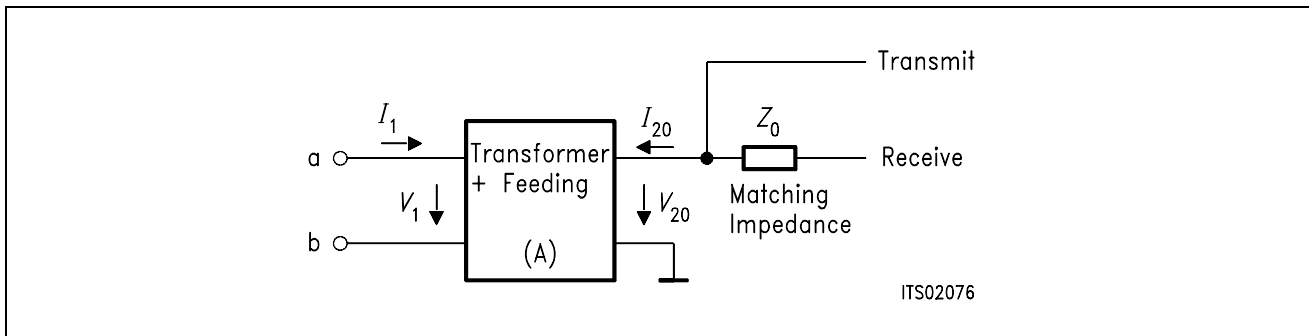 Transmit
I1
I20
Z0
a
Transformer
+ Feeding
Receive
V1
V20
Matching
Impedance
b
(A)
ITS02076